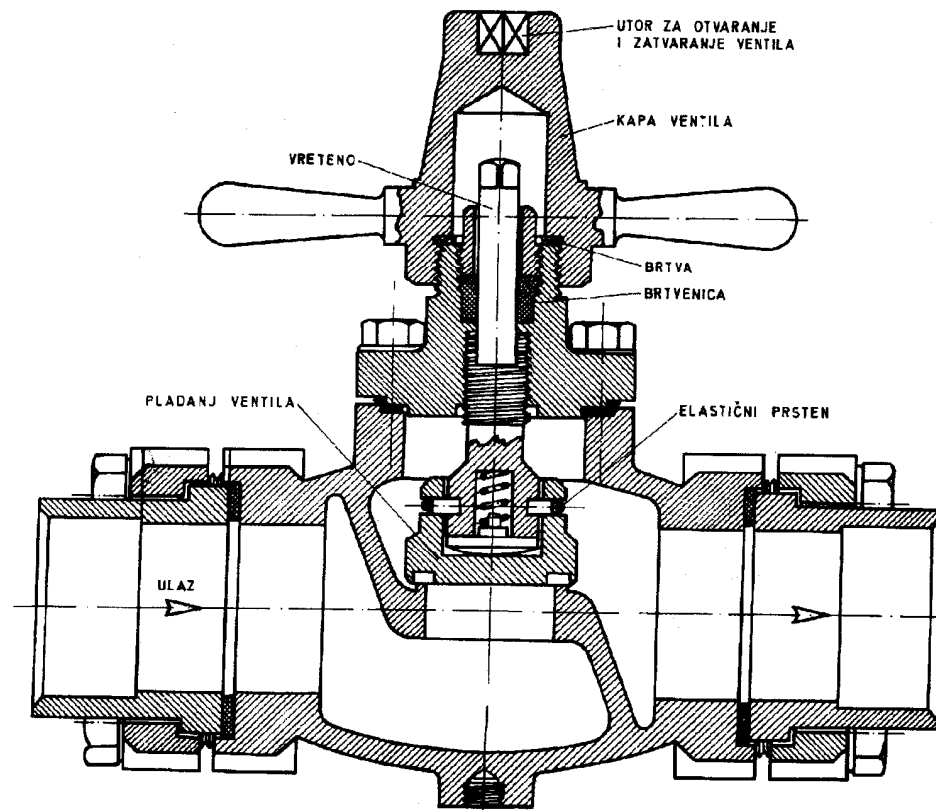 UTOR ZA OTVARANJE
I ZATVARANJE VENTILA
KAPA VENTILA
VRETENO
BRTVA
BRTVENICA
PLADANJ VENTILA
ELASTIČNI PRSTEN
ULAZ